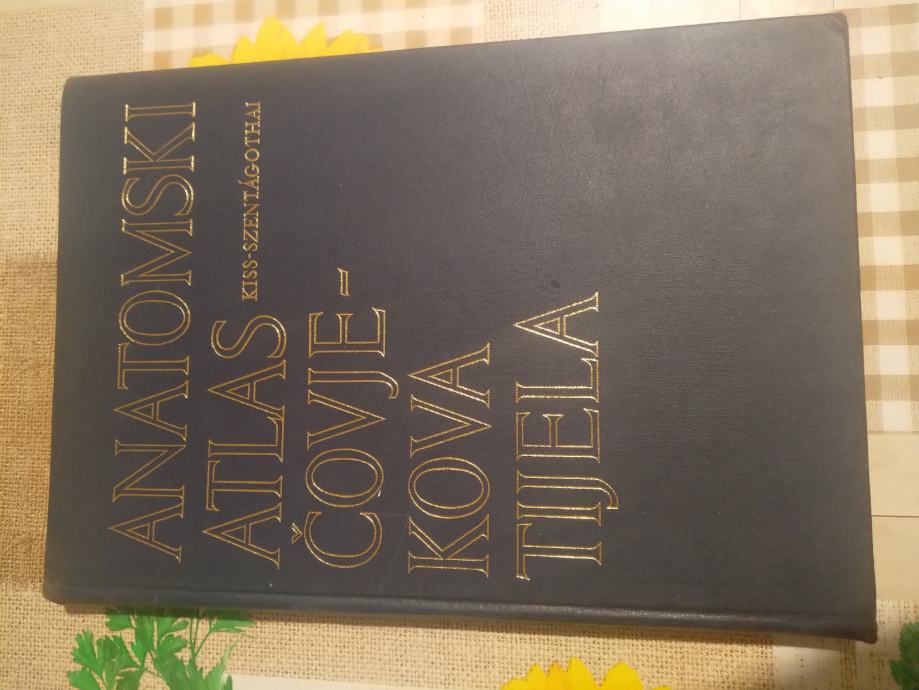 ANATOMSKI
ATLAS KISS-SZENTÁGOTHAI
ČOVJE-
KOVA
TIJELA